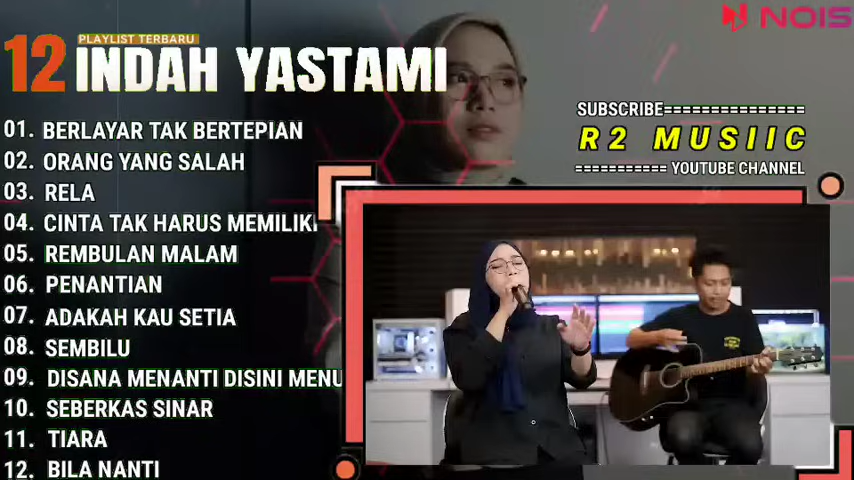 PLAYLIST TERBARU
12 INDAH YASTAMI
NOIS
01. BERLAYAR TAK BERTEPIAN
02. ORANG YANG SALAH
03. RELA
04. CINTA TAK HARUS MEMILIKI
05. REMBULAN MALAM
06. PENANTIAN
07. ADAKAH KAU SETIA
08. SEMBILU
09. DISANA MENANTI DISINI MENU
10. SEBERKAS SINAR
11. TIARA
12. BILA NANTI
SUBSCRIBE===============
R2 MUSIIC
=========== YOUTUBE CHANNEL